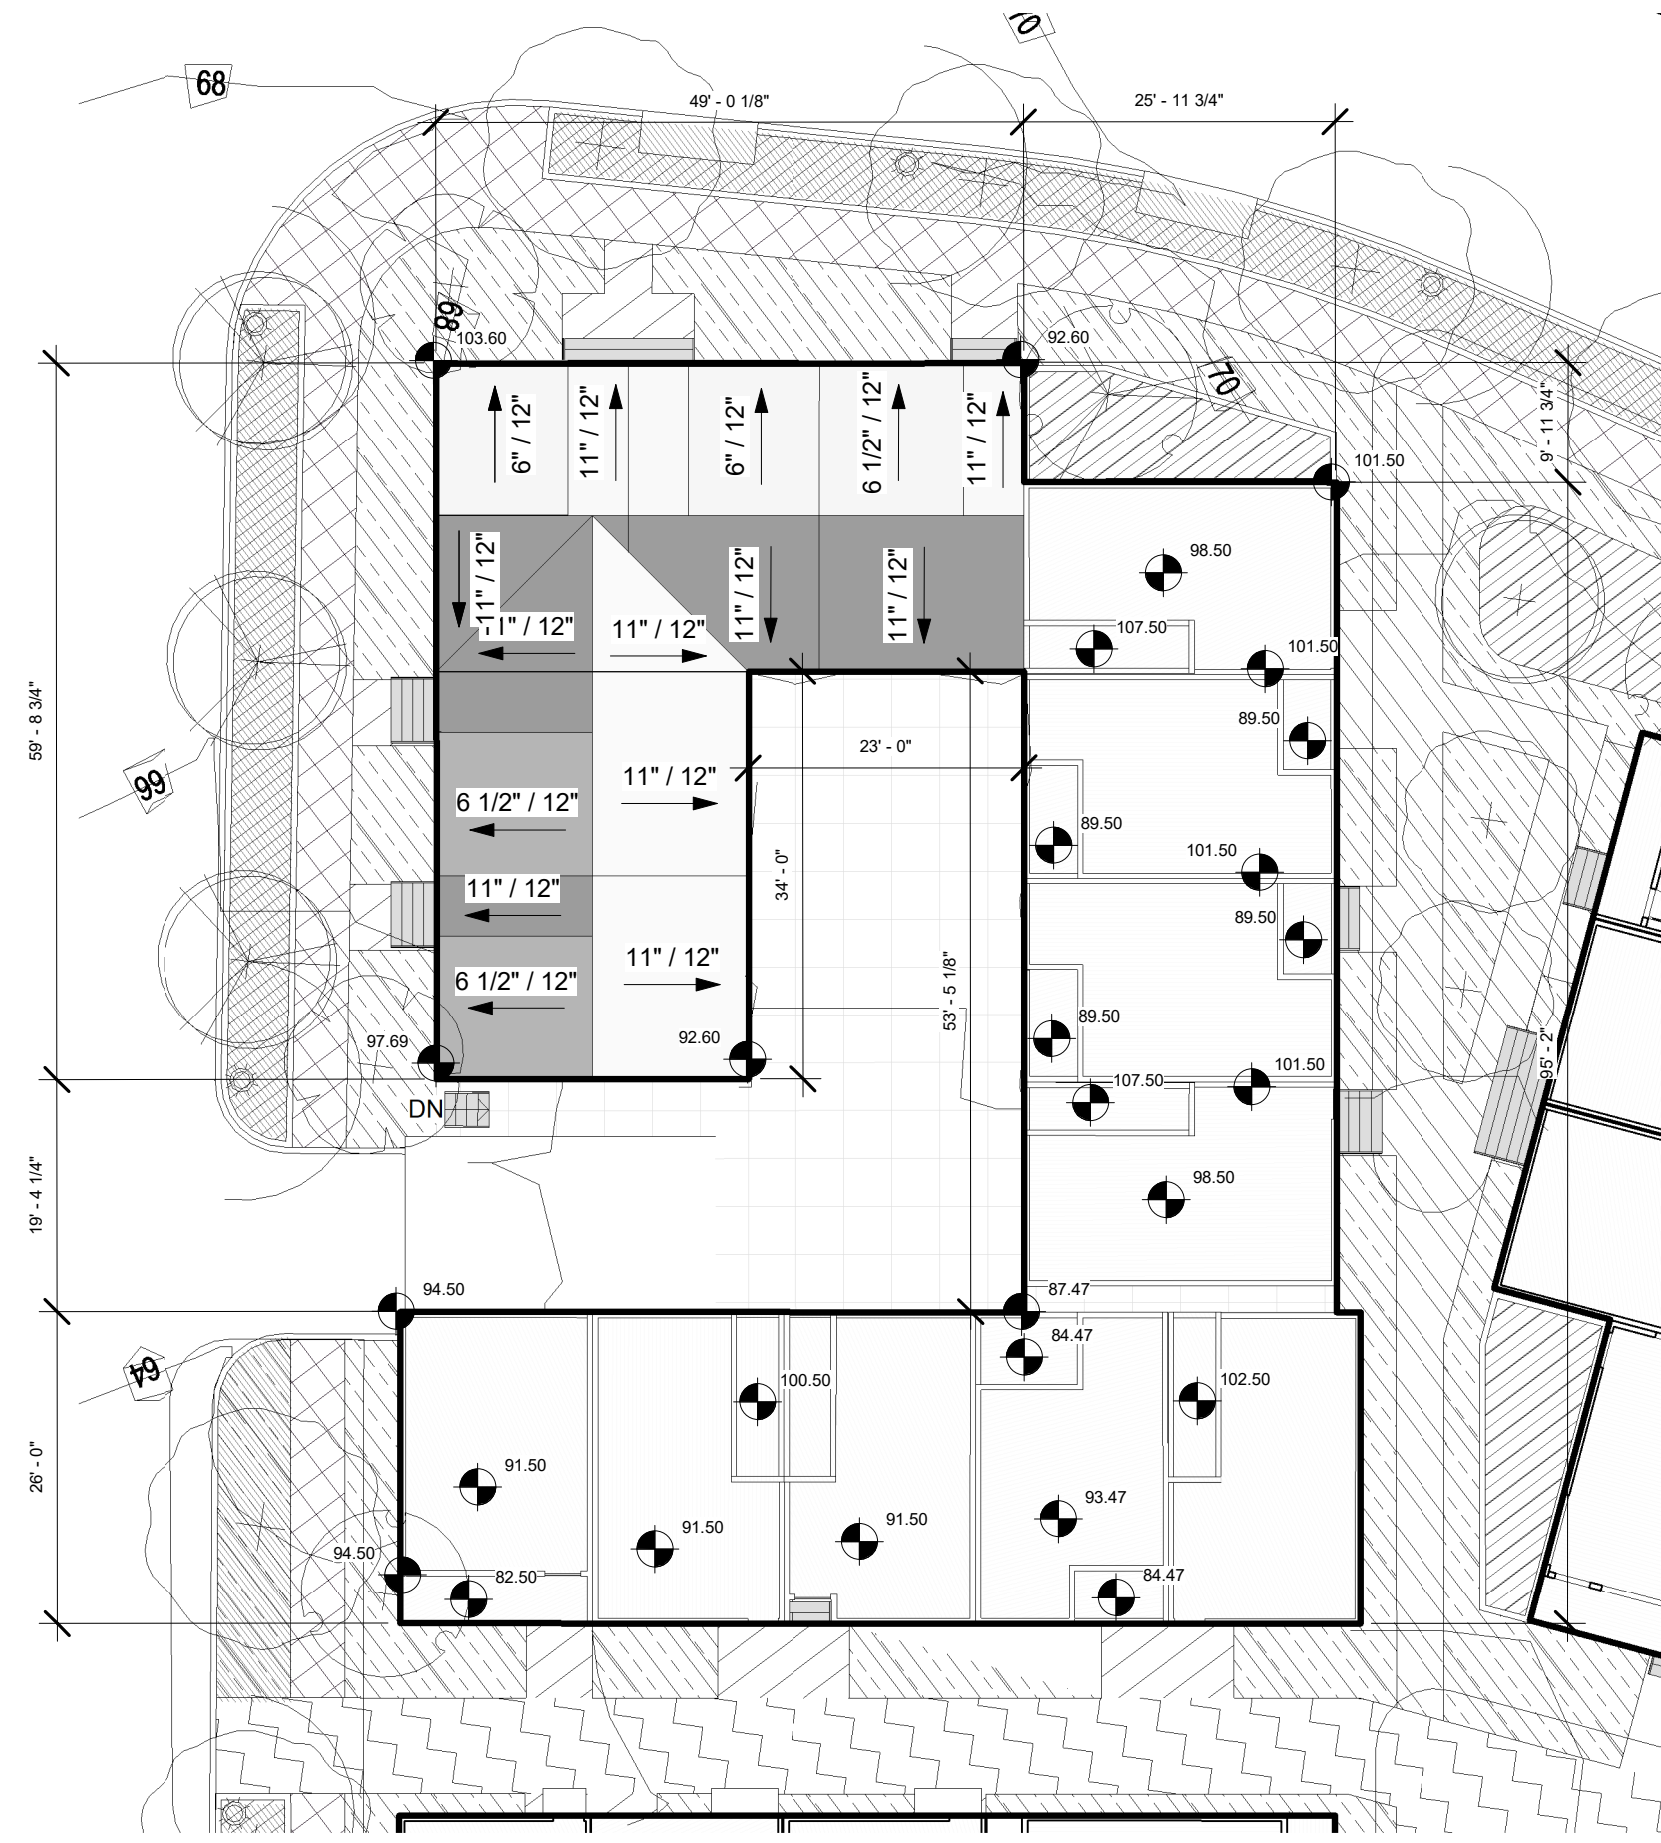 70
68
49' - 0 1/8"
25' - 11 3/4"
68
103.60
92.60
70
9' - 11 3/4"
6" / 12"
11" / 12"
6" / 12"
6 1/2" / 12"
11" / 12"
101.50
98.50
11" / 12"
11" / 12"
11" / 12"
11" / 12"
11" / 12"
107.50
101.50
59' - 8 3/4"
89.50
66
23' - 0"
11" / 12"
6 1/2" / 12"
89.50
34' - 0"
101.50
11" / 12"
89.50
11" / 12"
53' - 5 1/8"
6 1/2" / 12"
89.50
97.69
92.60
95' - 2"
101.50
107.50
DN
19' - 4 1/4"
98.50
94.50
87.47
84.47
64
100.50
102.50
26' - 0"
91.50
93.47
91.50
91.50
94.50
82.50
84.47